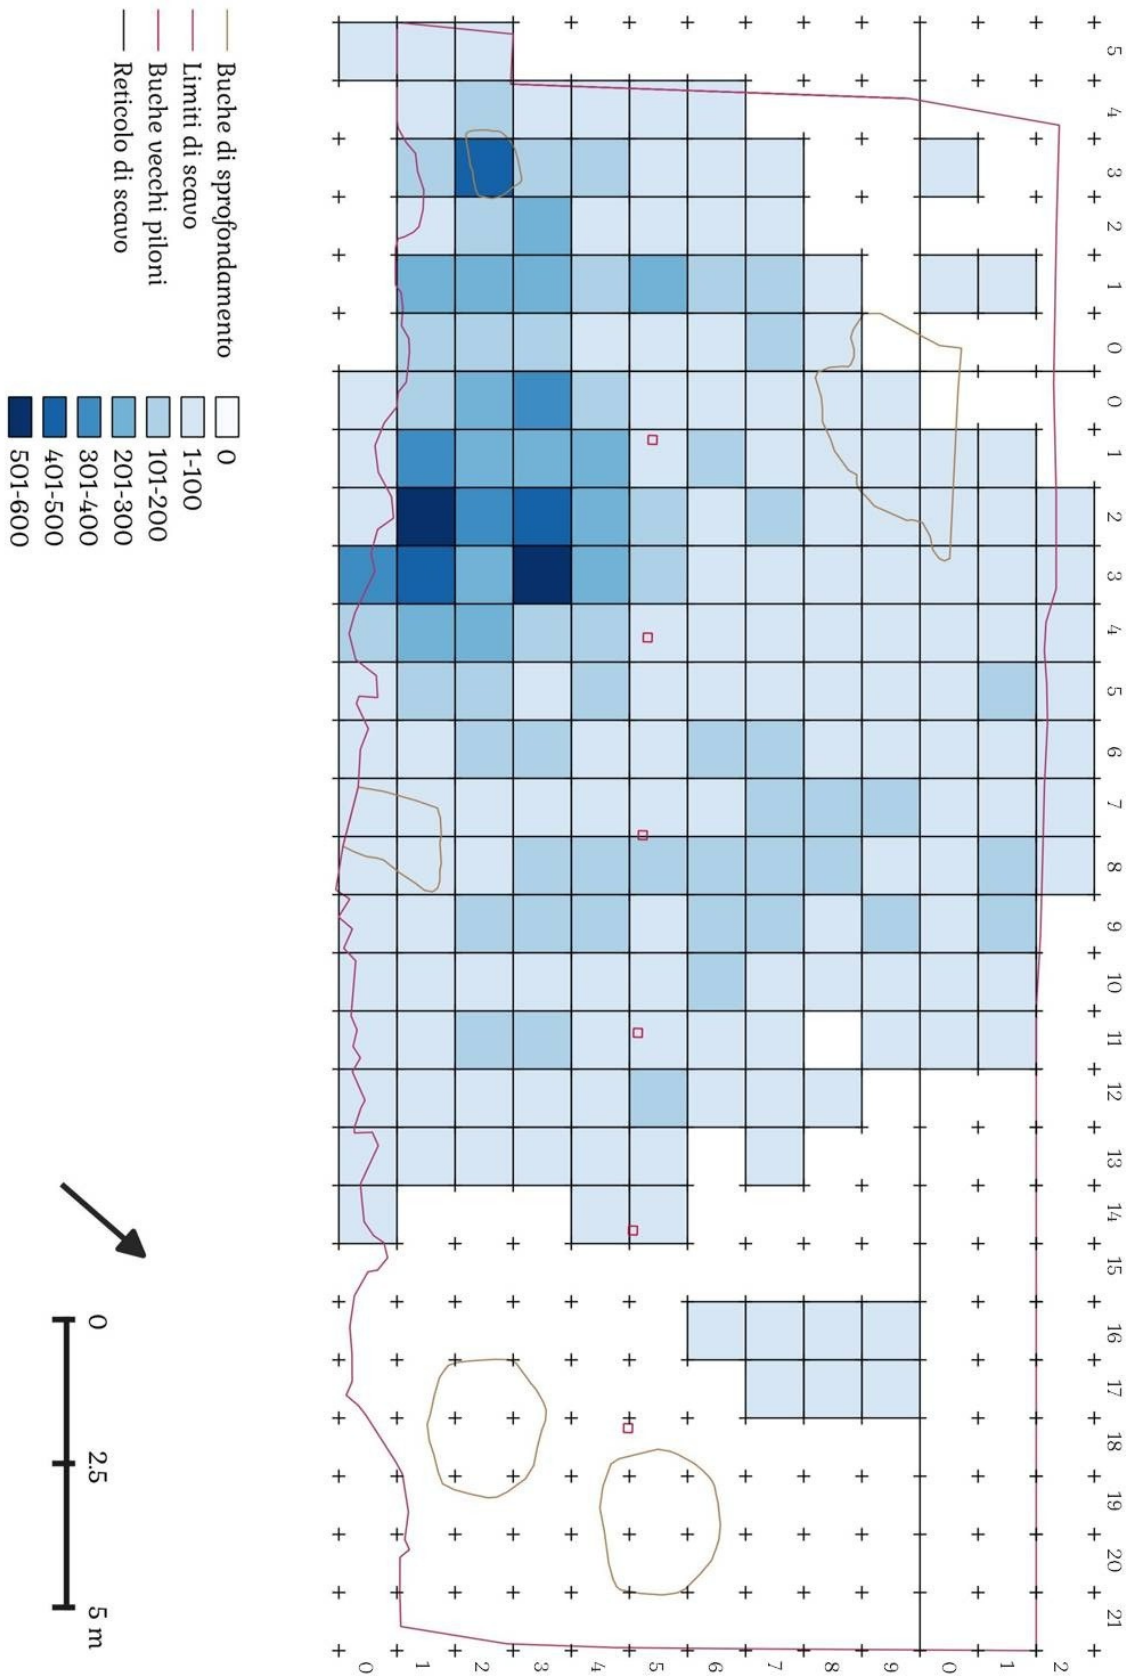 Buche di sprofondamento
Limiti di scavo
Buche vecchi piloni
Reticolo di scavo
0
1-100
101-200
201-300
301-400
401-500
501-600
0 2.5 5 m
5 4 3 2 1 0 0 1 2 3 4 5 6 7 8 9 10 11 12 13 14 15 16 17 18 19 20 21
2 1 0 9 8 7 6 5 4 3 2 1 0